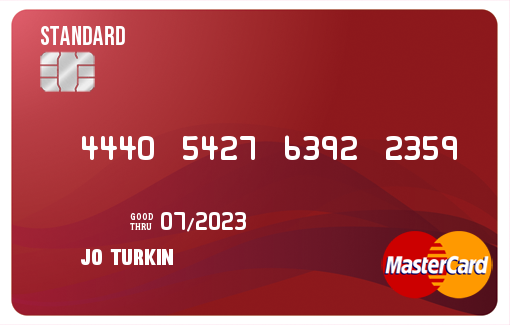 STANDARD
4440 5427 6392 2359
GOOD THRU 07/2023
JO TURKIN
MasterCard